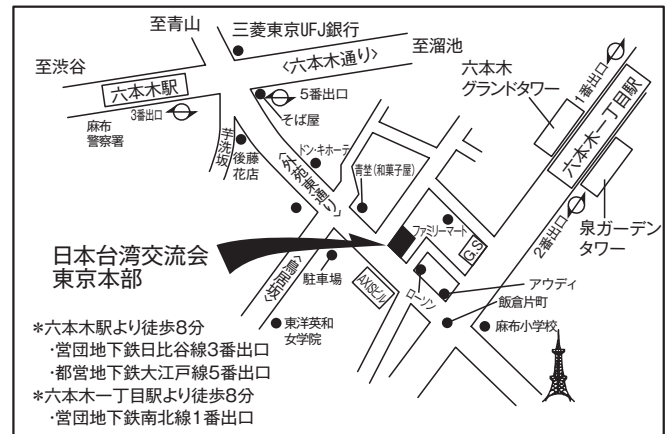 至青山
三菱東京UFJ銀行
至渋谷
〈六本木通り〉
至溜池
六本木
グランドタワー
1番出口
六本木駅
3番出口
5番出口
そば屋
六本木一丁目駅
麻布
警察署
芋洗坂
後藤
花店
ドン・キホーテ
〈外苑東通り〉
青埜(和菓子屋)
2番出口
泉ガーデン
タワー
ファミリーマート
G.S
日本台湾交流会
東京本部
〈鳥居坂〉
駐車場
AXISビル
ローソン
アウディ
飯倉片町
麻布小学校
東洋英和
女学院
*六本木駅より徒歩8分
・営団地下鉄日比谷線3番出口
・都営地下鉄大江戸線5番出口
*六本木一丁目駅より徒歩8分
・営団地下鉄南北線1番出口